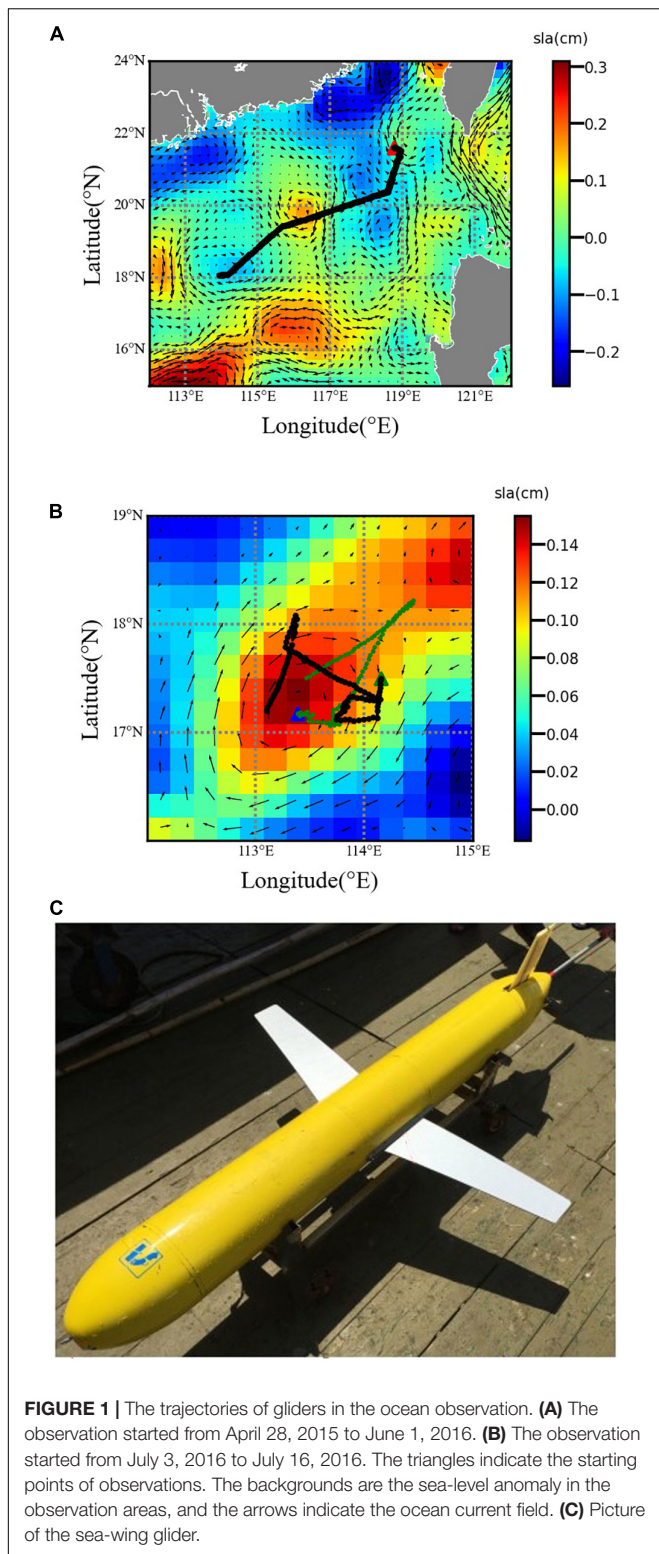 A
sla(cm)
24°N
22°N
20°N
18°N
16°N
Latitude(°N)
113°E 115°E 117°E 119°E 121°E
Longitude(°E)
0.3
0.2
0.1
0.0
−0.1
−0.2
B
sla(cm)
19°N
18°N
17°N
Latitude(°N)
113°E 114°E 115°E
Longitude(°E)
0.14
0.12
0.10
0.08
0.06
0.04
0.02
0.00
C
FIGURE 1 | The trajectories of gliders in the ocean observation. (A) The
observation started from April 28, 2015 to June 1, 2016. (B) The observation
started from July 3, 2016 to July 16, 2016. The triangles indicate the starting
points of observations. The backgrounds are the sea-level anomaly in the
observation areas, and the arrows indicate the ocean current field. (C) Picture
of the sea-wing glider.